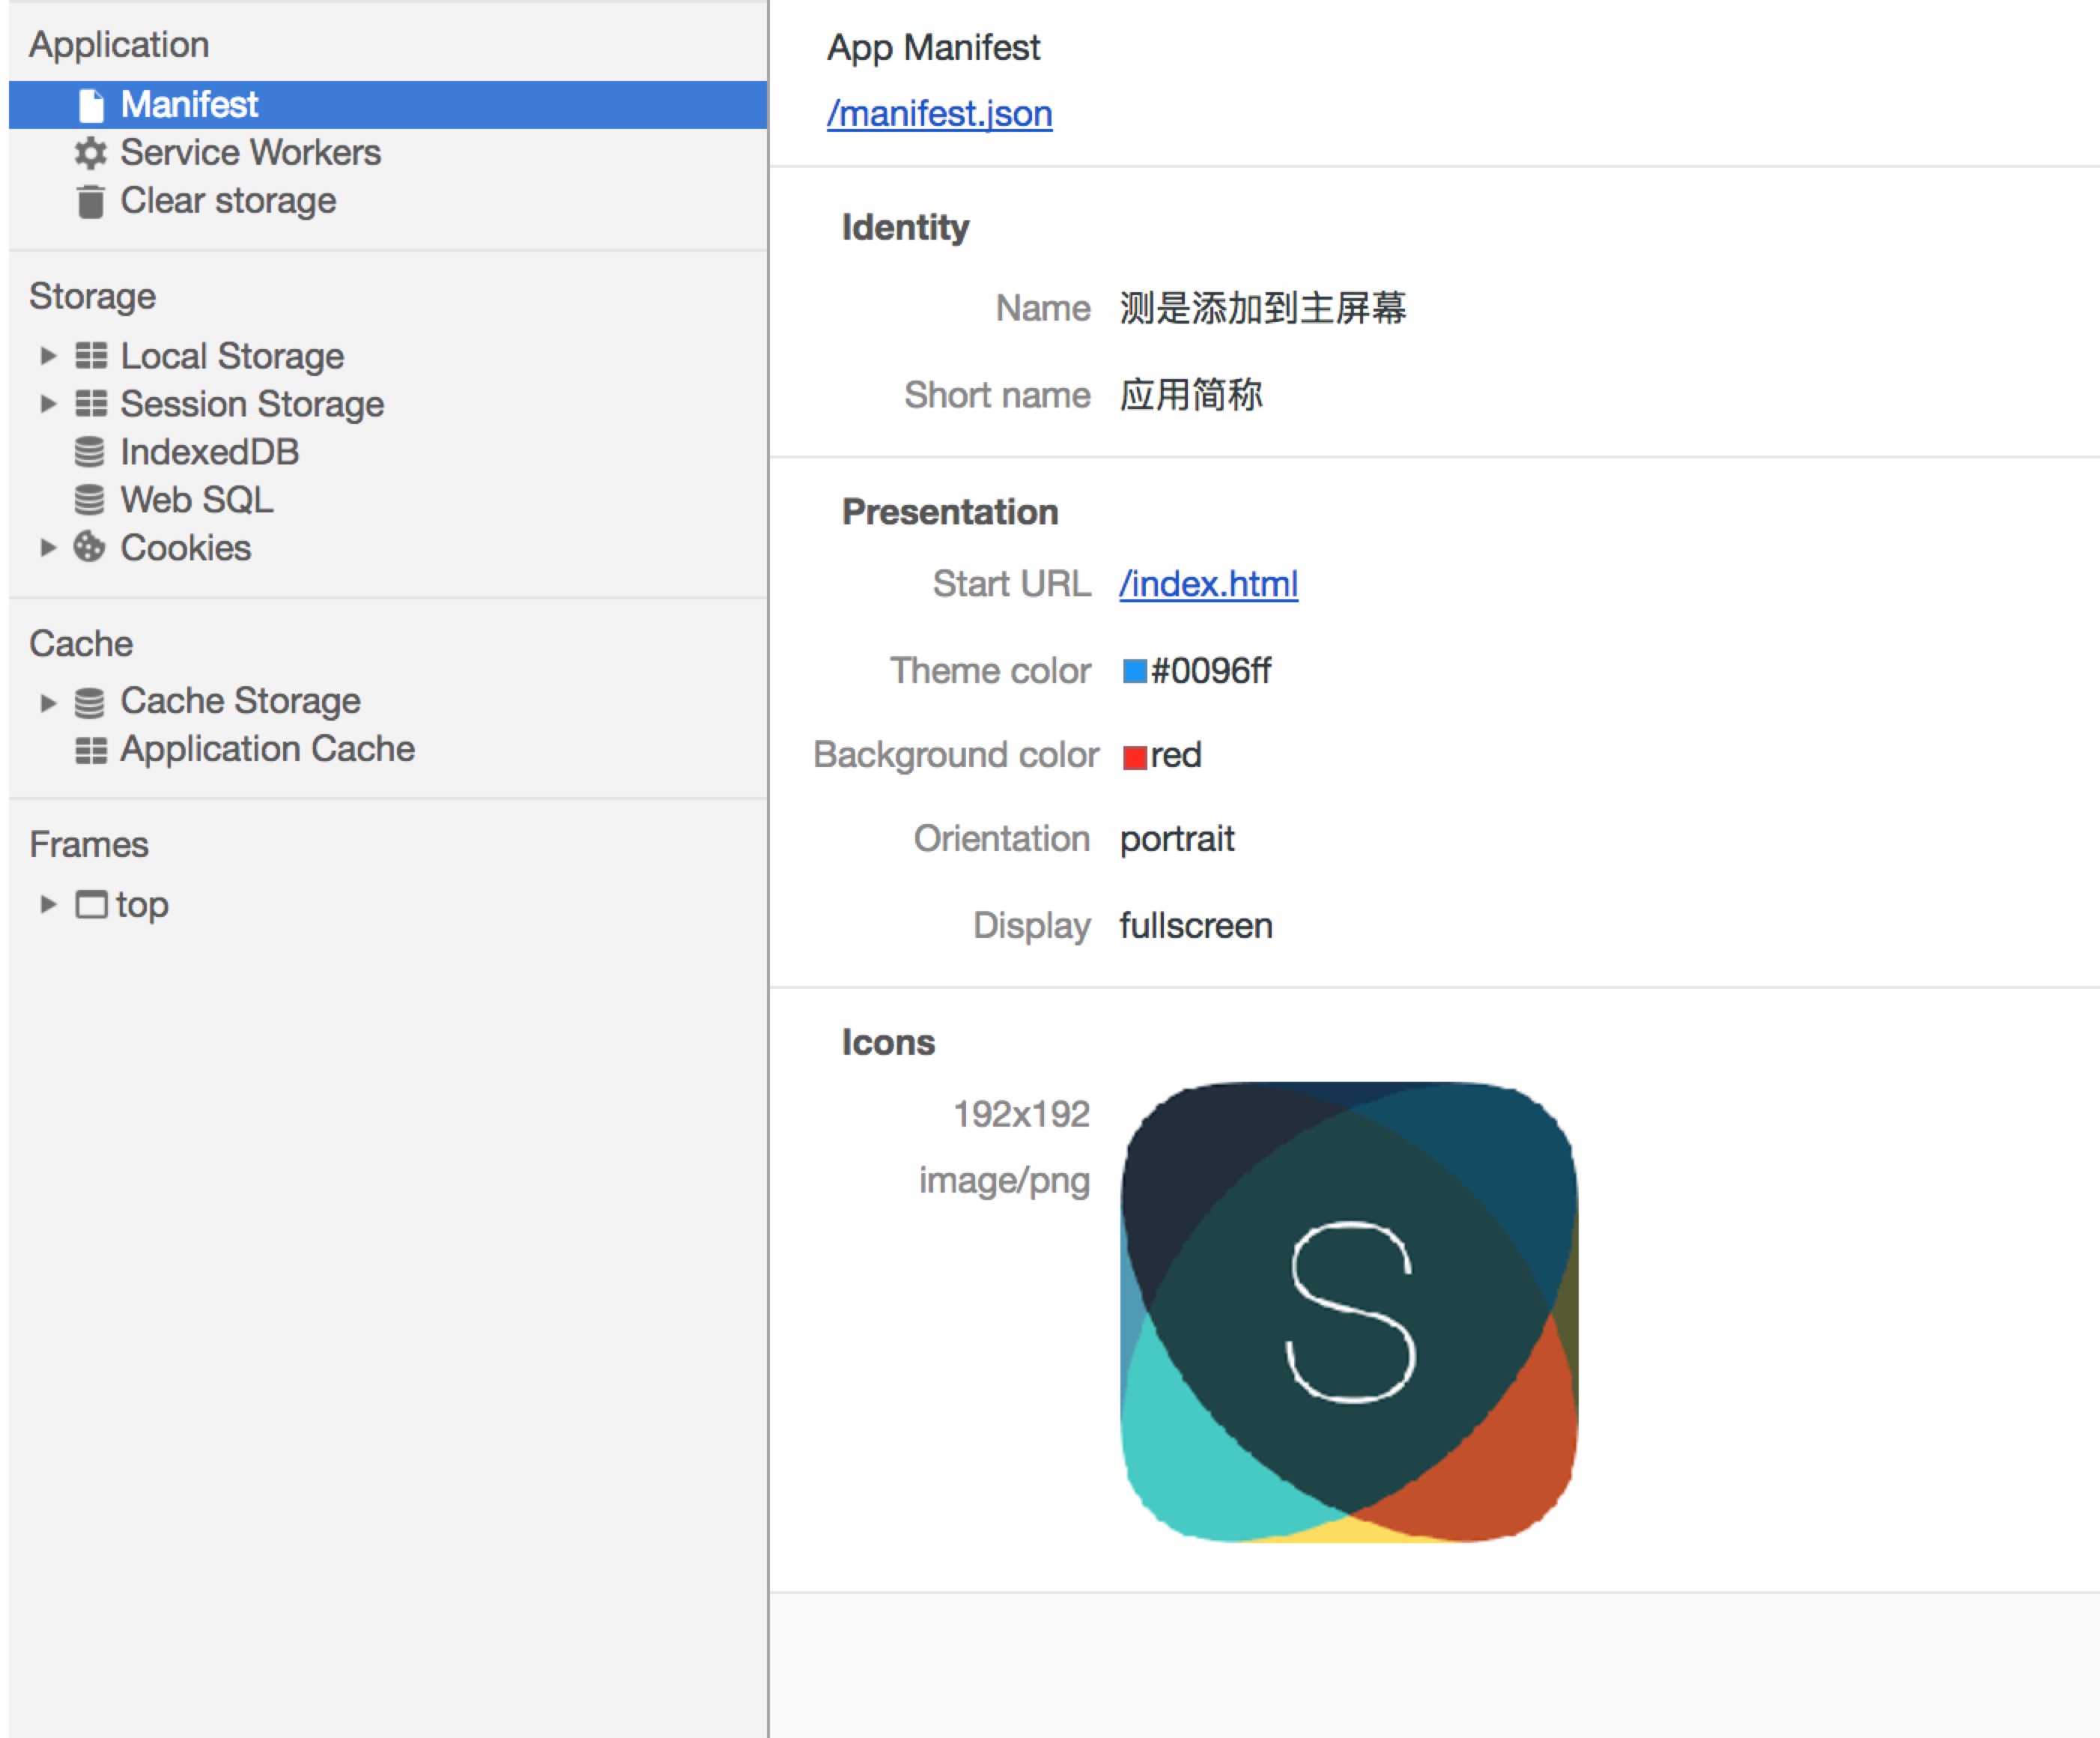 Application
Manifest
Service Workers
Clear storage
Storage
Local Storage
Session Storage
IndexedDB
Web SQL
Cookies
Cache
Cache Storage
Application Cache
Frames
top
App Manifest
/manifest.json
Identity
Name 测是添加到主屏幕
Short name 应用简称
Presentation
Start URL /index.html
Theme color #0096ff
Background color red
Orientation portrait
Display fullscreen
Icons
192x192
image/png
S